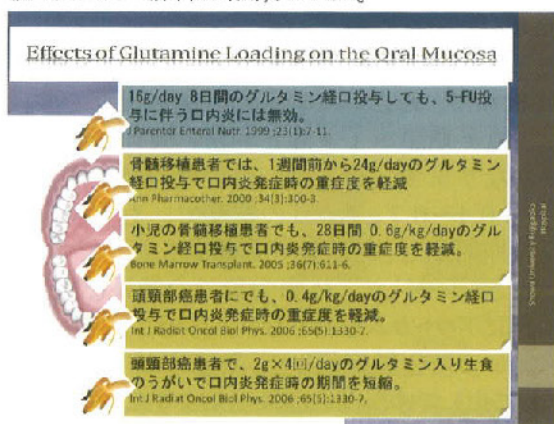 Effects of Glutamine Loading on the Oral Mucosa
16g/day 8日間のグルタミン経口投与しても、5-FU投
与に伴う口内炎には無効。
J Parenter Enteral Nutr. 1999 ;23(1):7-11.
骨髄移植患者では、1週間前から24g/dayのグルタミン
経口投与で口内炎発症時の重症度を軽減
Ann Pharmacother. 2000 ;34(3):300-3.
小児の骨髄移植患者でも、28日間 0.6g/kg/dayのグル
タミン経口投与で口内炎発症時の重症度を軽減。
Bone Marrow Transplant. 2005 ;36(7):611-6.
頭頸部癌患者にでも、0.4g/kg/dayのグルタミン経口
投与で口内炎発症時の重症度を軽減。
Int J Radiat Oncol Biol Phys. 2006 ;65(5):1330-7.
頭頸部癌患者で、2g×4回/dayのグルタミン入り生食
のうがいで口内炎発症時の期間を短縮。
Int J Radiat Oncol Biol Phys. 2006 ;65(5):1330-7.